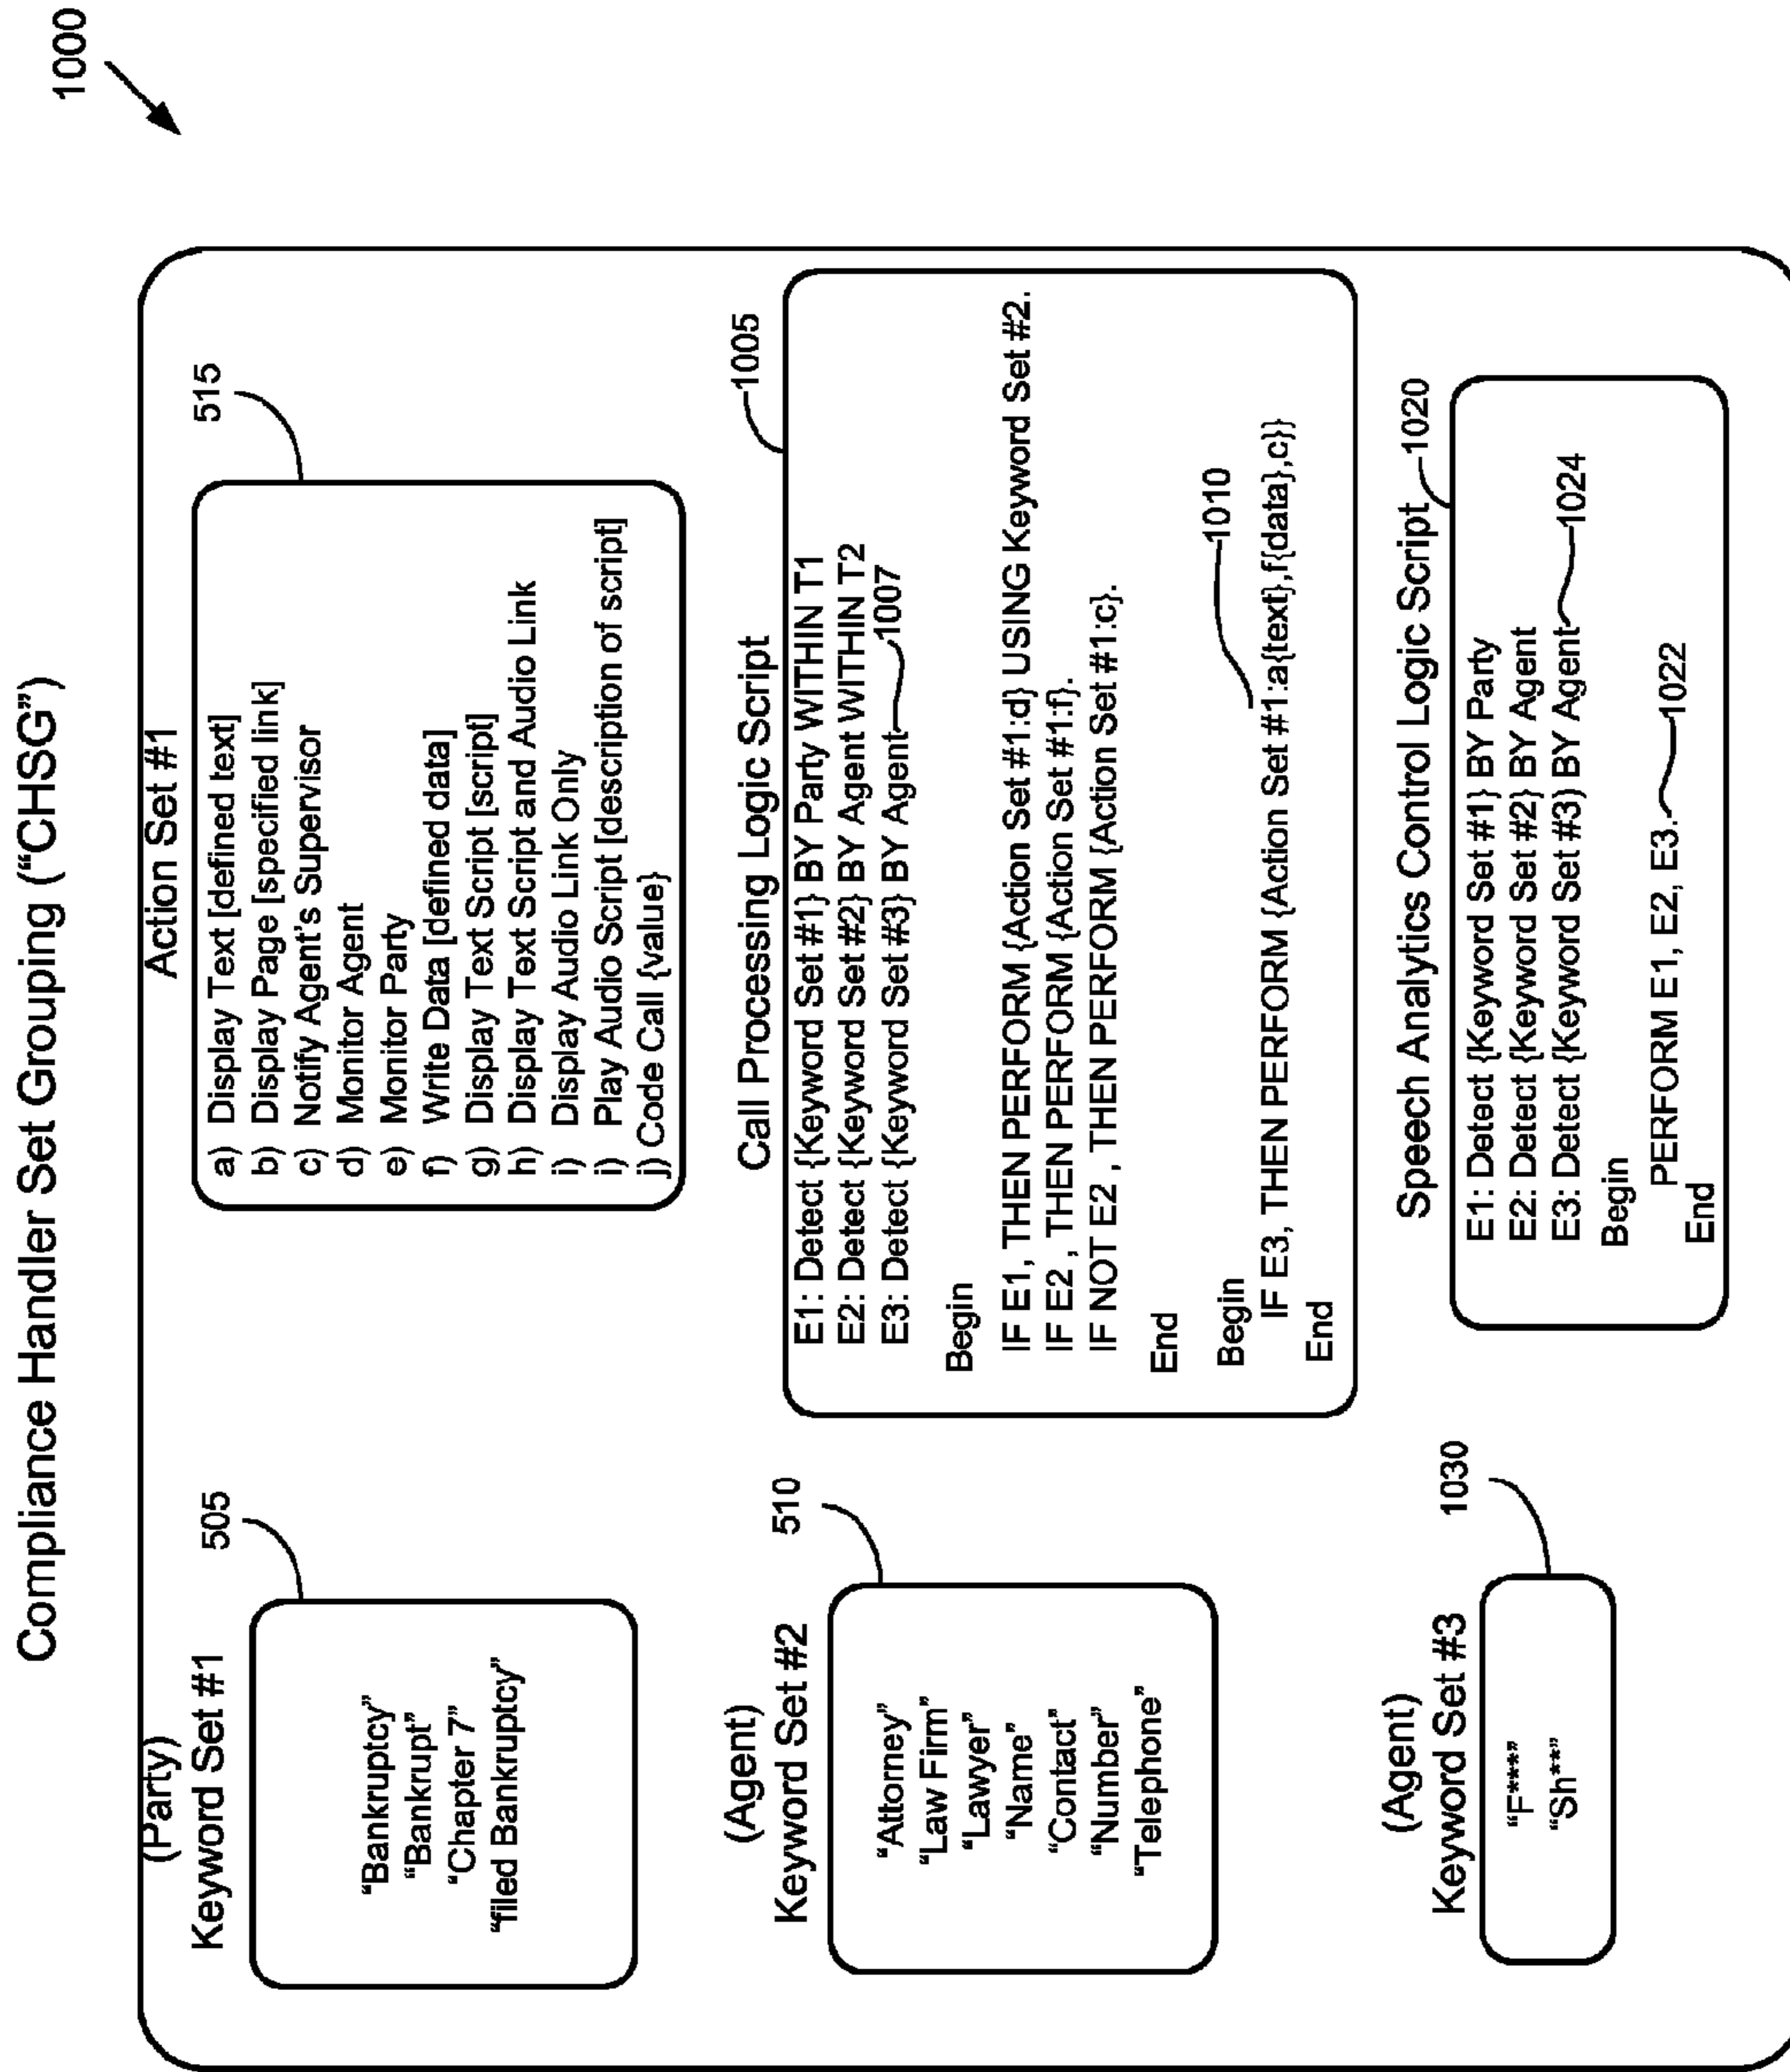 Compliance Handler Set Grouping (“CHSG”)
1000
(Party)
Keyword Set #1
505
“Bankruptcy”
“Bankrupt”
“Chapter 7”
“filed Bankruptcy”
(Agent)
Keyword Set #2
510
“Attorney”
“Law Firm”
“Lawyer”
“Name”
“Contact”
“Number”
“Telephone”
(Agent)
Keyword Set #3
1030
“F***”
“Sh**”
Action Set #1
515
a) Display Text [defined text]
b) Display Page [specified link]
c) Notify Agent's Supervisor
d) Monitor Agent
e) Monitor Party
f) Write Data [defined data]
g) Display Text Script [script]
h) Display Text Script and Audio Link
i) Display Audio Link Only
i) Play Audio Script [description of script]
j) Code Call {value}
Call Processing Logic Script
1005
E1: Detect {Keyword Set #1} BY Party WITHIN T1
E2: Detect {Keyword Set #2} BY Agent WITHIN T2
E3: Detect {Keyword Set #3) BY Agent 1007
Begin
IF E1, THEN PERFORM {Action Set #1:d} USING Keyword Set #2.
IF E2 , THEN PERFORM {Action Set #1:f}.
IF NOT E2 , THEN PERFORM {Action Set #1:c}.
End
1010
Begin
IF E3, THEN PERFORM {Action Set #1:a{text},f{data},c}}
End
Speech Analytics Control Logic Script
1020
E1: Detect {Keyword Set #1} BY Party
E2: Detect {Keyword Set #2} BY Agent
E3: Detect {Keyword Set #3) BY Agent 1024
Begin
PERFORM E1, E2, E3. 1022
End